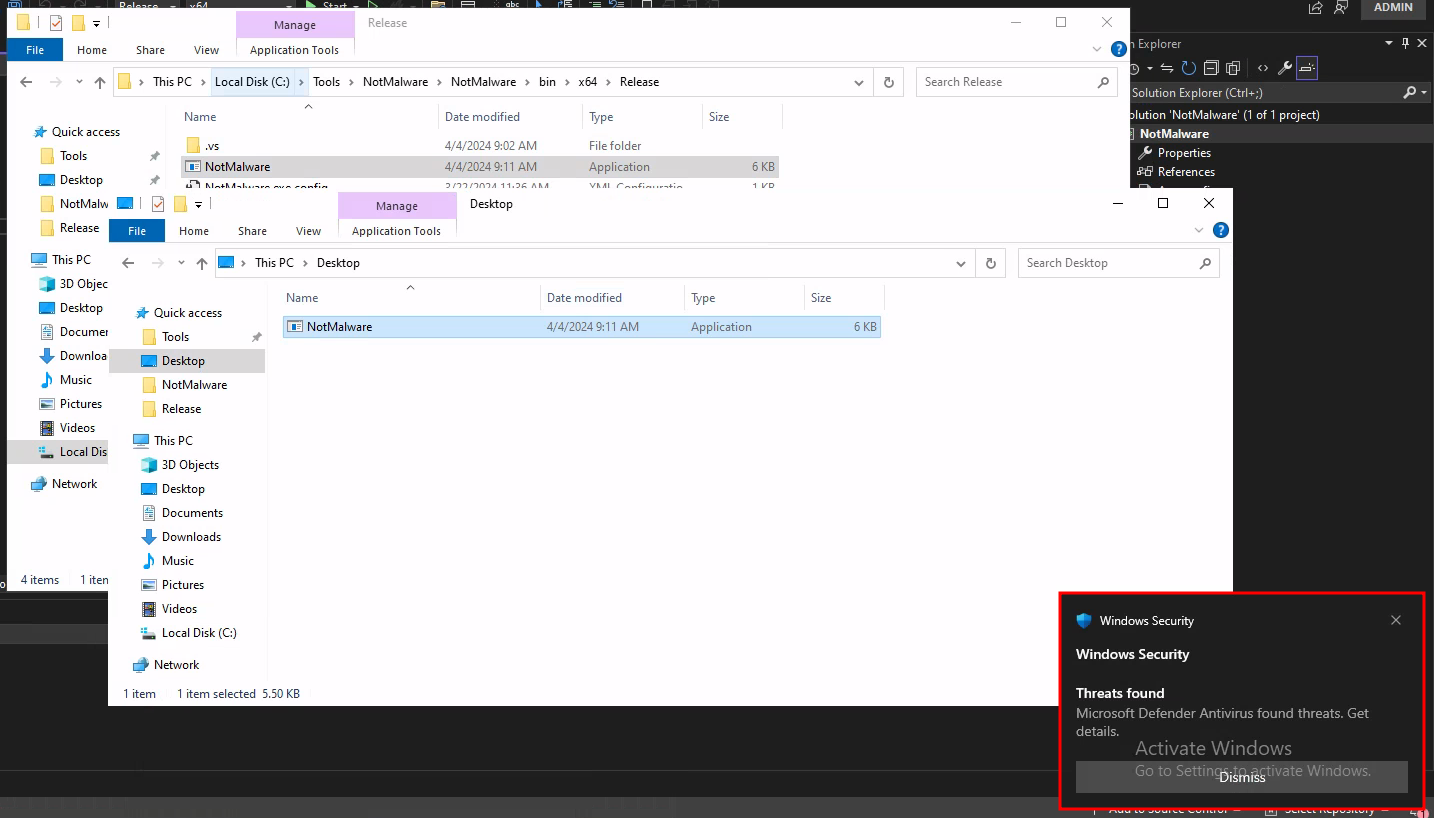 Release
x64
Start
ADMIN
Manage
Release
File
Home
Share
View
Application Tools
This PC
Local Disk (C:)
Tools
NotMalware
NotMalware
bin
x64
Release
Search Release
Name
Date modified
Type
Size
.vs
4/4/2024 9:02 AM
File folder
NotMalware
4/4/2024 9:11 AM
Application
6 KB
NotMalware.exe.config
3/22/2024 11:36 AM
XML Configuratio
1 KB
Quick access
Tools
Desktop
NotMalw
Release
This PC
3D Objec
Desktop
Documer
Downloa
Music
Pictures
Videos
Local Dis
Network
4 items
1 iten
Manage
Desktop
File
Home
Share
View
Application Tools
This PC
Desktop
Search Desktop
Name
Date modified
Type
Size
NotMalware
4/4/2024 9:11 AM
Application
6 KB
Quick access
Tools
Desktop
NotMalware
Release
This PC
3D Objects
Desktop
Documents
Downloads
Music
Pictures
Videos
Local Disk (C:)
Network
1 item
1 item selected 5.50 KB
n Explorer
Solution Explorer (Ctrl+;)
olution 'NotMalware' (1 of 1 project)
NotMalware
Properties
References
Windows Security
Windows Security
Threats found
Microsoft Defender Antivirus found threats. Get
details.
Activate Windows
Go to Settings to activate Windows.
Dismiss
Add to Source Control
Select Repository